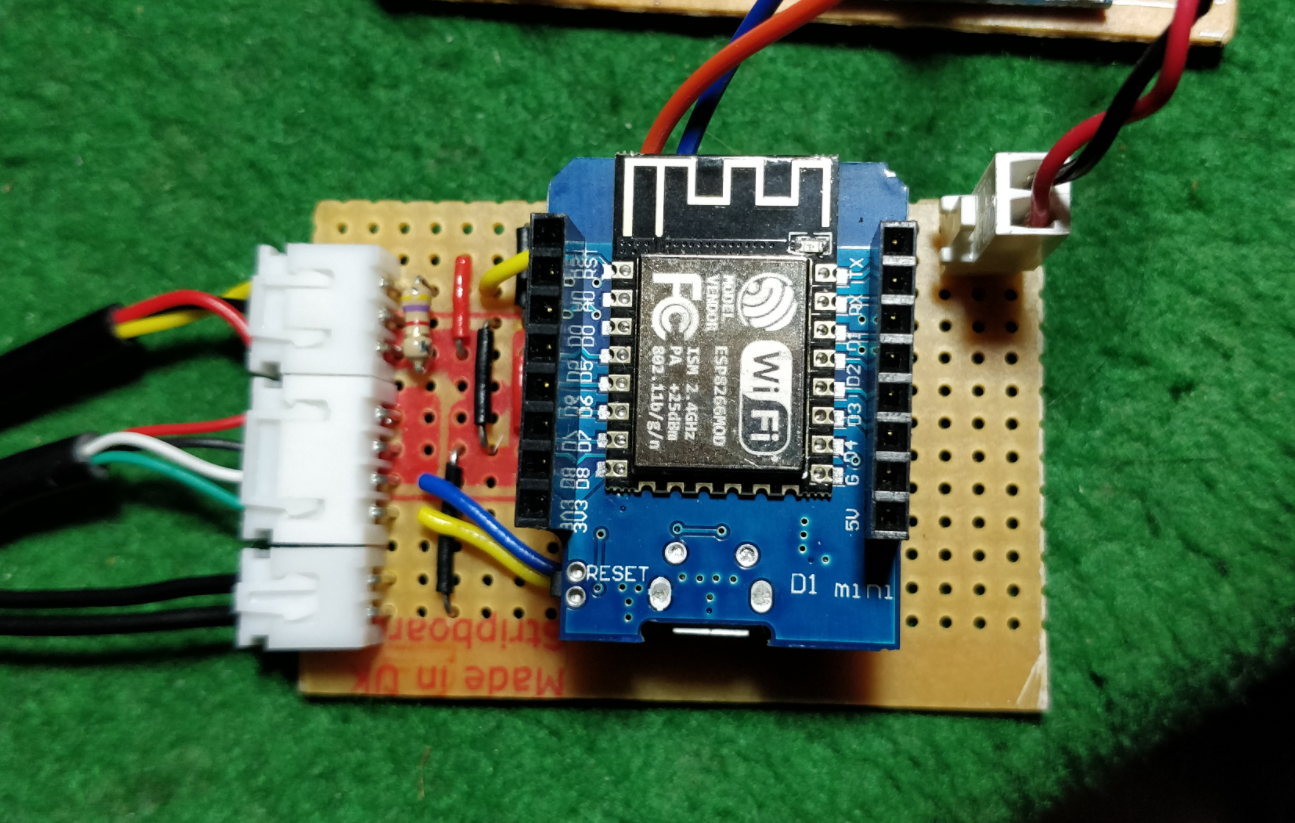 RST
A0
D0
D5
D6
D7
D8
3V3
TX
RX
D1
D2
D3
D4
G
5V
FC
MODEL
VENDOR
ESP8266MOD
ISM 2.4GHz
PA +25dBm
802.11b/g/n
WiFi
RESET
D1 mini
Stripboar
Made in UK